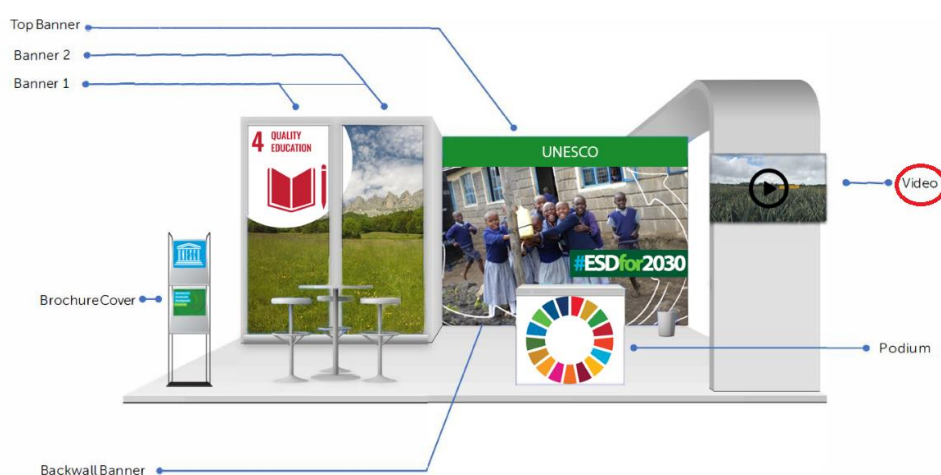 Top Banner
Banner 2
Banner 1
4 QUALITY
EDUCATION
UNESCO
Video
#ESDfor2030
Brochure Cover
Podium
Backwall Banner